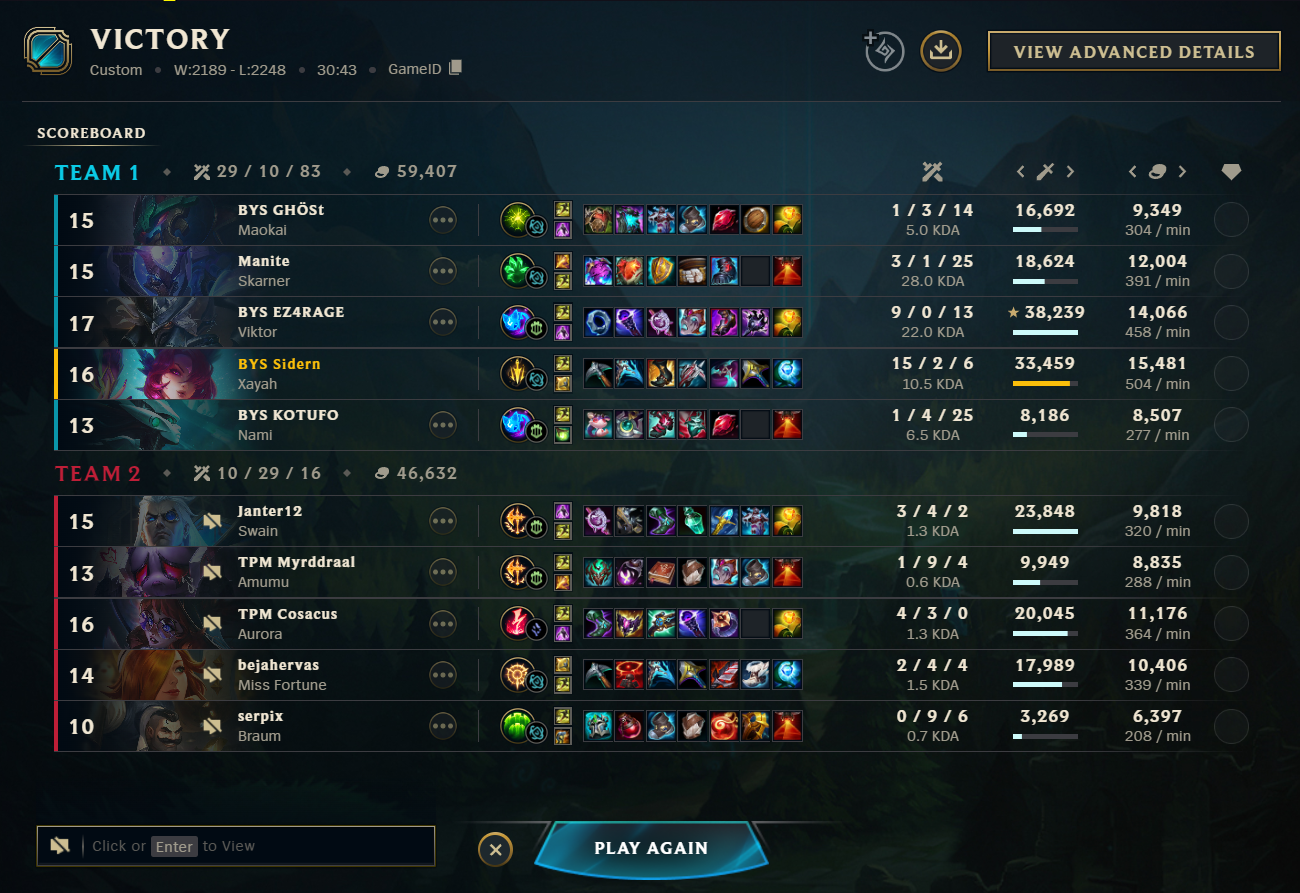 VICTORY
Custom • W:2189 - L:2248 • 30:43 • GameID
VIEW ADVANCED DETAILS
SCOREBOARD
TEAM 1 29 / 10 / 83 59,407
15 BYS GHÖSt 1 / 3 / 14 16,692 9,349
Maokai 5.0 KDA 304 / min
15 Manite 3 / 1 / 25 18,624 12,004
Skarner 28.0 KDA 391 / min
17 BYS EZ4RAGE 9 / 0 / 13 38,239 14,066
Viktor 22.0 KDA 458 / min
16 BYS Sidern 15 / 2 / 6 33,459 15,481
Xayah 10.5 KDA 504 / min
13 BYS KOTUFO 1 / 4 / 25 8,186 8,507
Nami 6.5 KDA 277 / min
TEAM 2 10 / 29 / 16 46,632
15 Janter12 3 / 4 / 2 23,848 9,818
Swain 1.3 KDA 320 / min
13 TPM Myrddraal 1 / 9 / 4 9,949 8,835
Amumu 0.6 KDA 288 / min
16 TPM Cosacus 4 / 3 / 0 20,045 11,176
Aurora 1.3 KDA 364 / min
14 bejahervas 2 / 4 / 4 17,989 10,406
Miss Fortune 1.5 KDA 339 / min
10 serpix 0 / 9 / 6 3,269 6,397
Braum 0.7 KDA 208 / min
Click or Enter to View
PLAY AGAIN